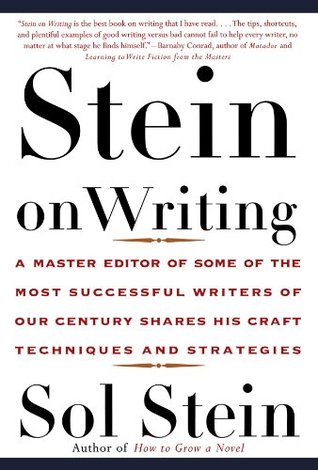 “Stein on Writing is the best book on writing that I have read. . . . The tips, shortcuts,
and plentiful examples of good writing versus bad cannot fail to help every writer, no
matter at what stage he finds himself.”—Barnaby Conrad, author of Matador and
Learning to Write Fiction from the Masters
Stein
on Writing
A MASTER EDITOR OF SOME OF THE
MOST SUCCESSFUL WRITERS OF
OUR CENTURY SHARES HIS CRAFT
TECHNIQUES AND STRATEGIES
Sol Stein
Author of How to Grow a Novel